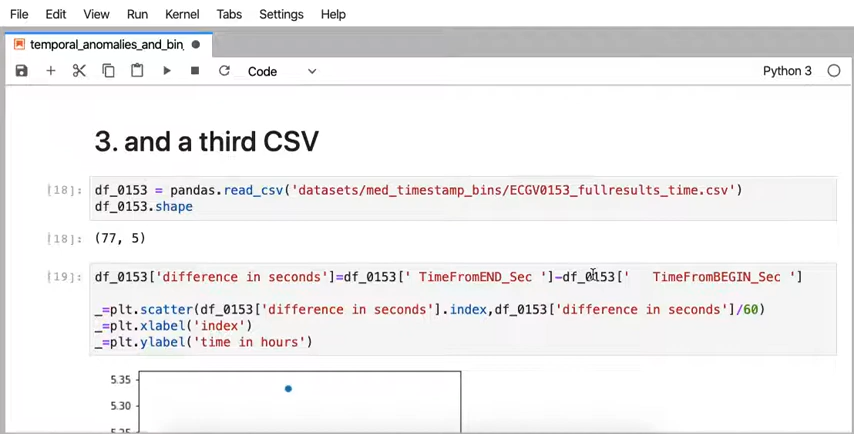 File Edit View Run Kernel Tabs Settings Help
temporal_anomalies_and_bin
Code Python 3
3. and a third CSV
[18]: df_0153 = pandas.read_csv('datasets/med_timestamp_bins/ECGV0153_fullresults_time.csv')
df_0153.shape
[18]: (77, 5)
[19]: df_0153['difference in seconds']=df_0153[' TimeFromEND_Sec ']-df_0153['   TimeFromBEGIN_Sec ']
_=plt.scatter(df_0153['difference in seconds'].index,df_0153['difference in seconds']/60)
_=plt.xlabel('index')
_=plt.ylabel('time in hours')
5.35
5.30
5.25